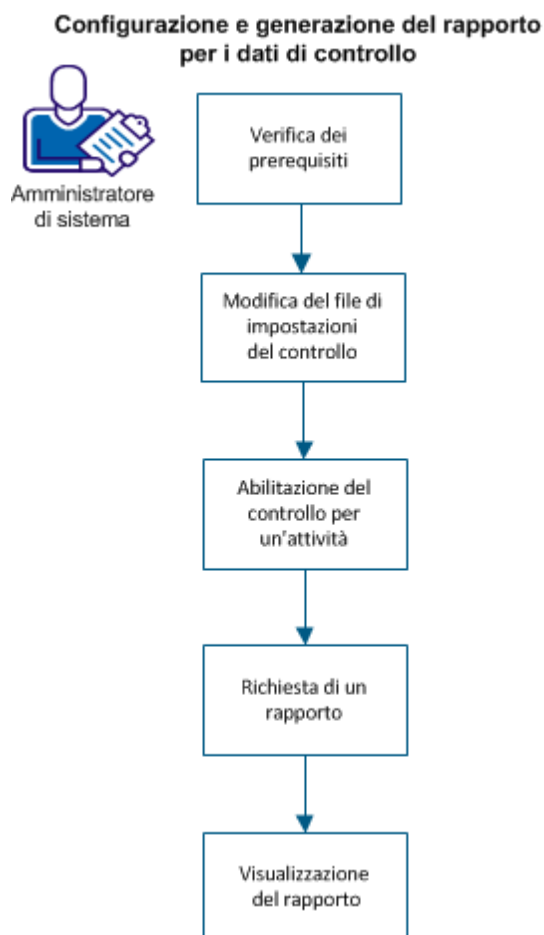 Configurazione e generazione del rapporto
per i dati di controllo
Amministratore
di sistema
Verifica dei
prerequisiti
Modifica del file di
impostazioni
del controllo
Abilitazione del
controllo per
un'attività
Richiesta di un
rapporto
Visualizzazione
del rapporto